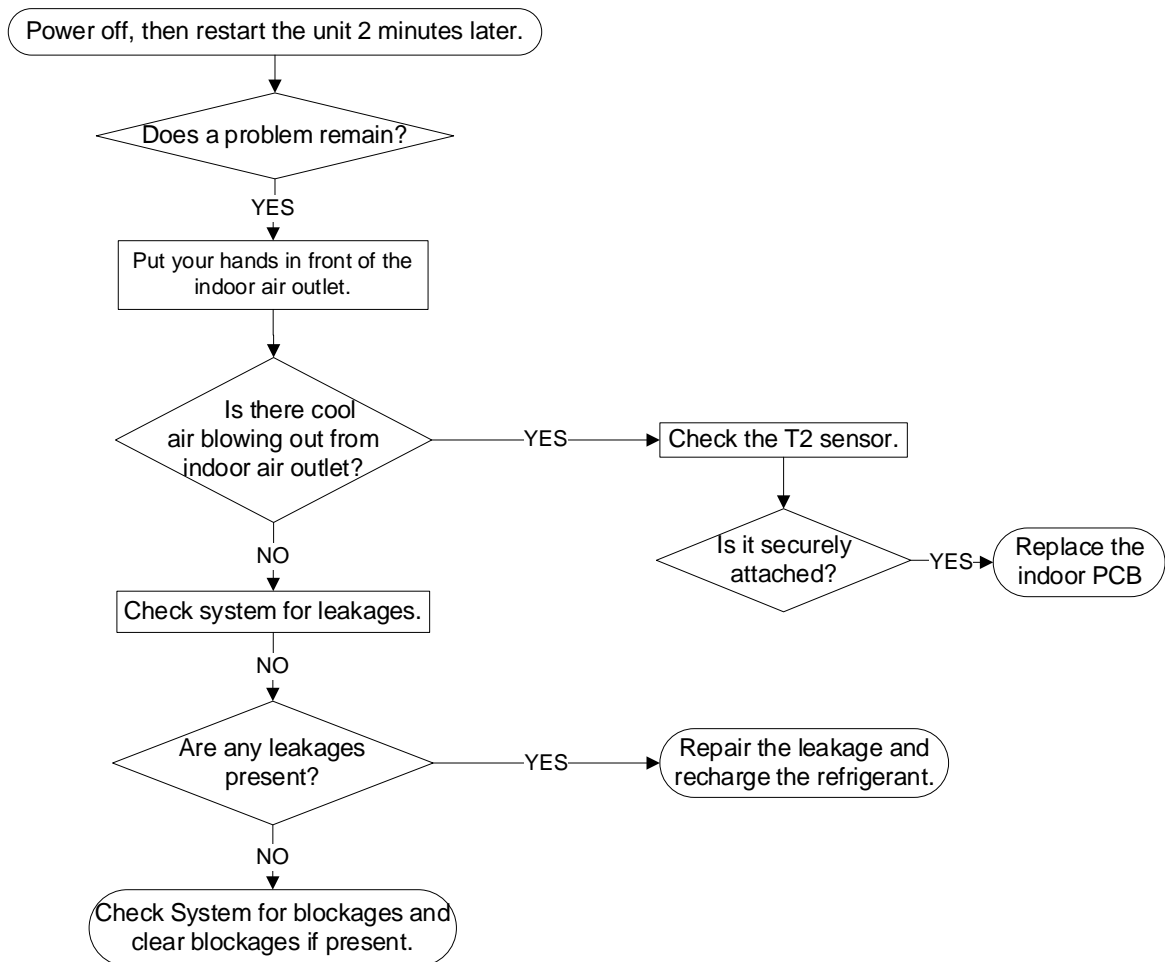 Power off, then restart the unit 2 minutes later.
Does a problem remain?
YES
Put your hands in front of the
indoor air outlet.
Is there cool
air blowing out from
indoor air outlet?
YES
Check the T2 sensor.
Is it securely
attached?
YES
Replace the
indoor PCB
NO
Check system for leakages.
NO
Are any leakages
present?
YES
Repair the leakage and
recharge the refrigerant.
NO
Check System for blockages and
clear blockages if present.